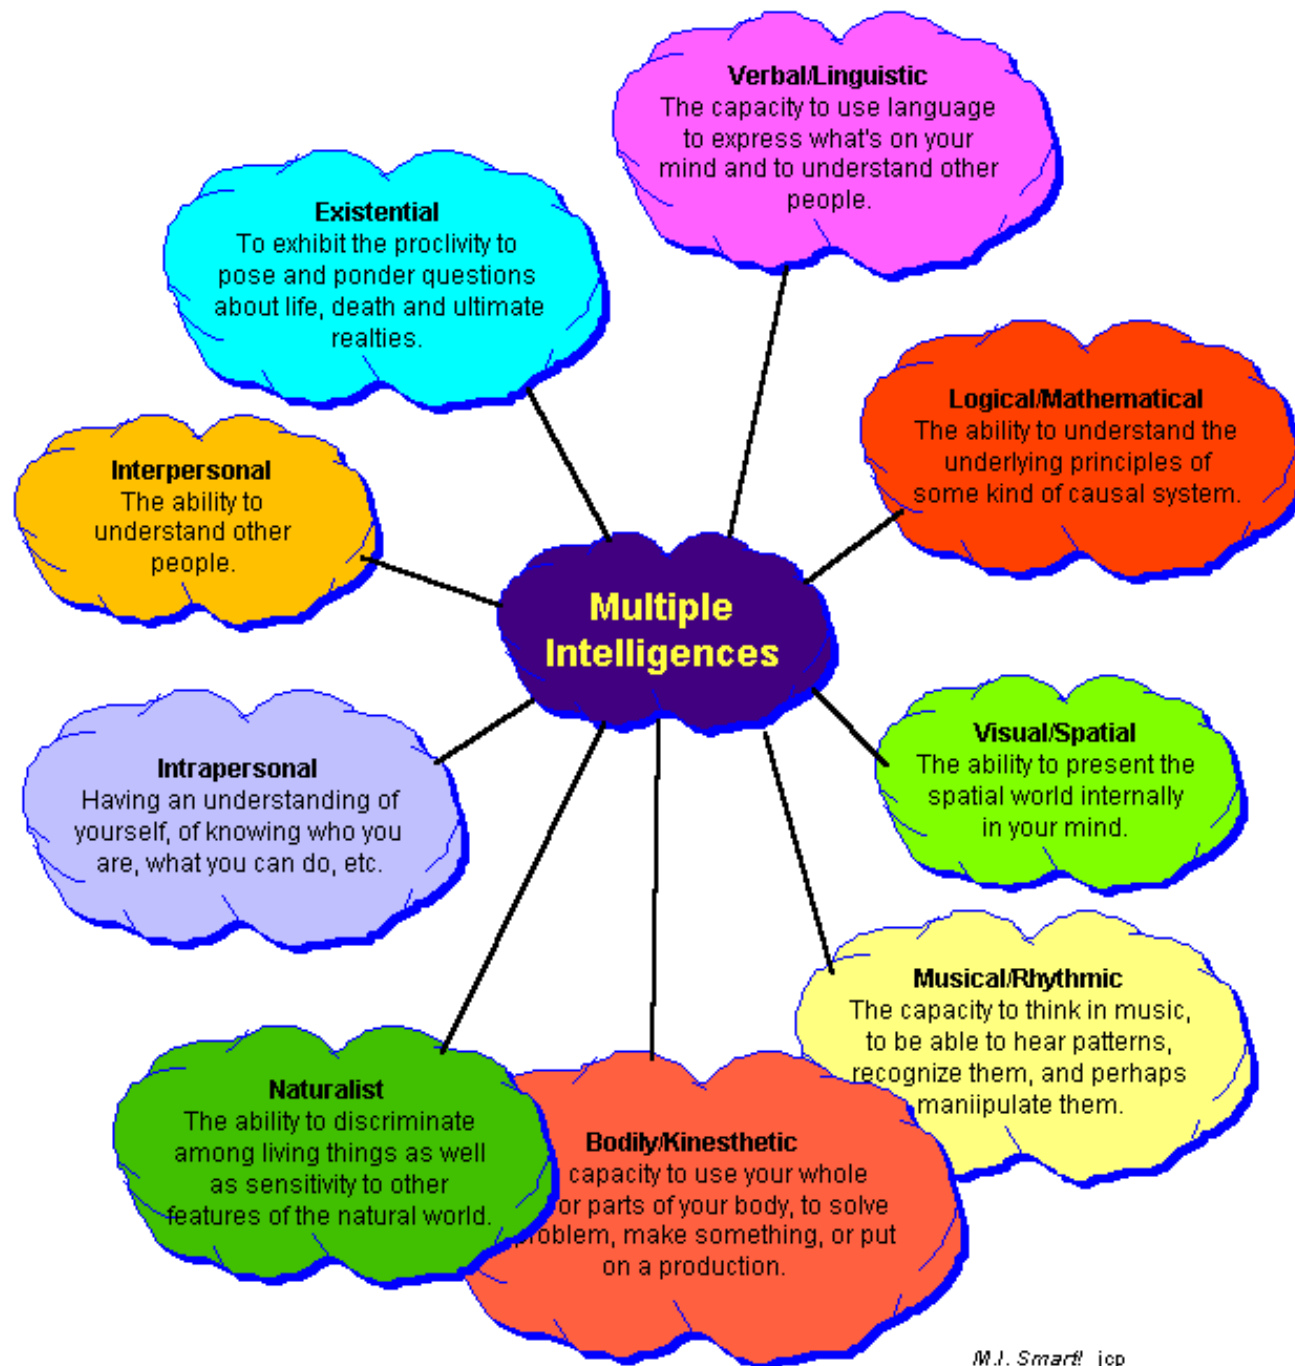 Verbal/Linguistic
The capacity to use language
to express what's on your
mind and to understand other
people.
Existential
To exhibit the proclivity to
pose and ponder questions
about life, death and ultimate
realties.
Logical/Mathematical
The ability to understand the
underlying principles of
some kind of causal system.
Interpersonal
The ability to
understand other
people.
Multiple
Intelligences
Visual/Spatial
The ability to present the
spatial world internally
in your mind.
Intrapersonal
Having an understanding of
yourself, of knowing who you
are, what you can do, etc.
Musical/Rhythmic
The capacity to think in music,
to be able to hear patterns,
recognize them, and perhaps
maniipulate them.
Naturalist
The ability to discriminate
among living things as well
as sensitivity to other
features of the natural world.
Bodily/Kinesthetic
capacity to use your whole
or parts of your body, to solve
problem, make something, or put
on a production.
M.I. Smart! jcp